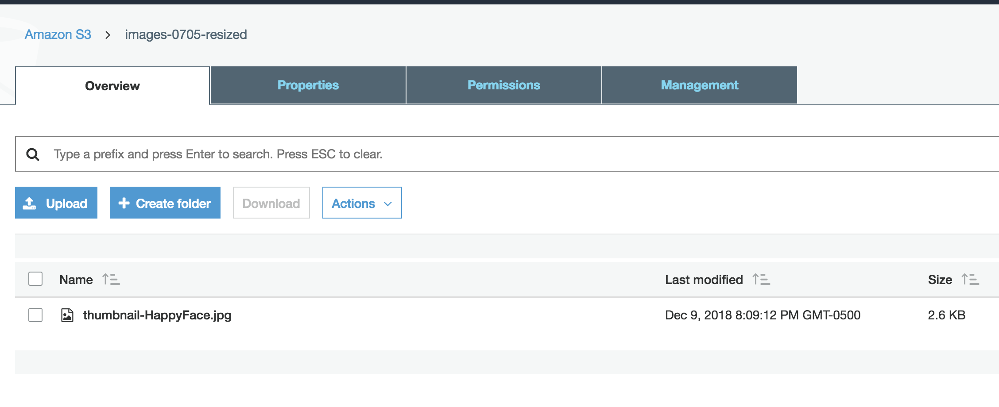 Amazon S3 > images-0705-resized
Overview Properties Permissions Management
Type a prefix and press Enter to search. Press ESC to clear.
Upload Create folder Download Actions
Name Last modified Size
thumbnail-HappyFace.jpg Dec 9, 2018 8:09:12 PM GMT-0500 2.6 KB